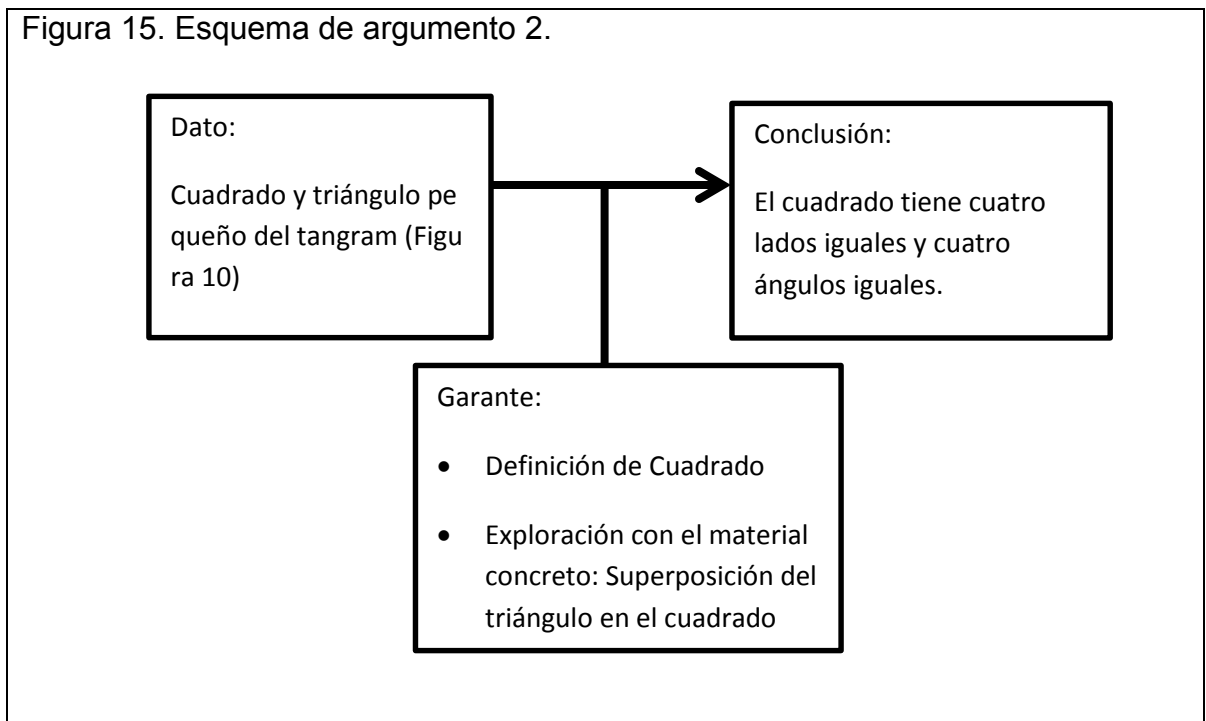 Figura 15. Esquema de argumento 2.
Dato:
Cuadrado y triángulo pe
queño del tangram (Figu
ra 10)
Conclusión:
El cuadrado tiene cuatro
lados iguales y cuatro
ángulos iguales.
Garante:
• Definición de Cuadrado
• Exploración con el material
concreto: Superposición del
triángulo en el cuadrado